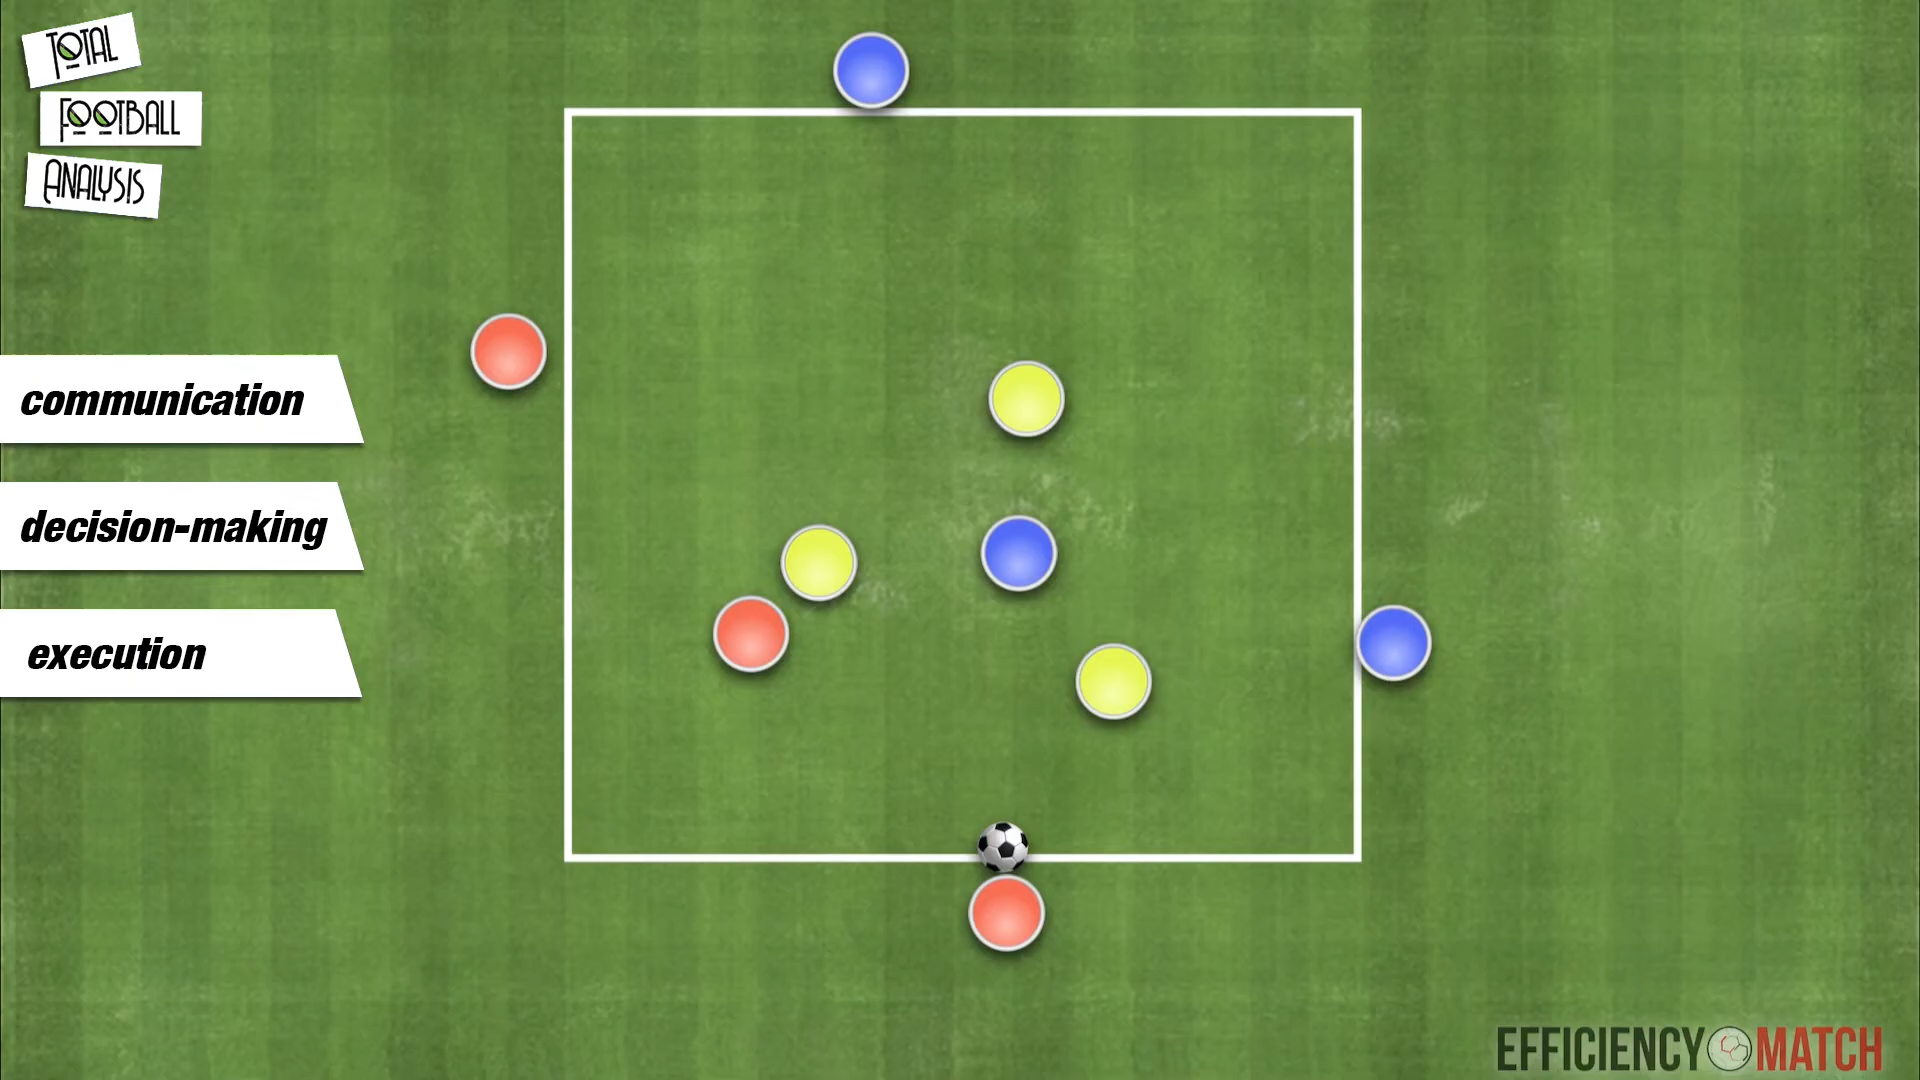 TOTAL
FOOTBALL
ANALYSIS
communication
decision-making
execution
EFFICIENCY MATCH